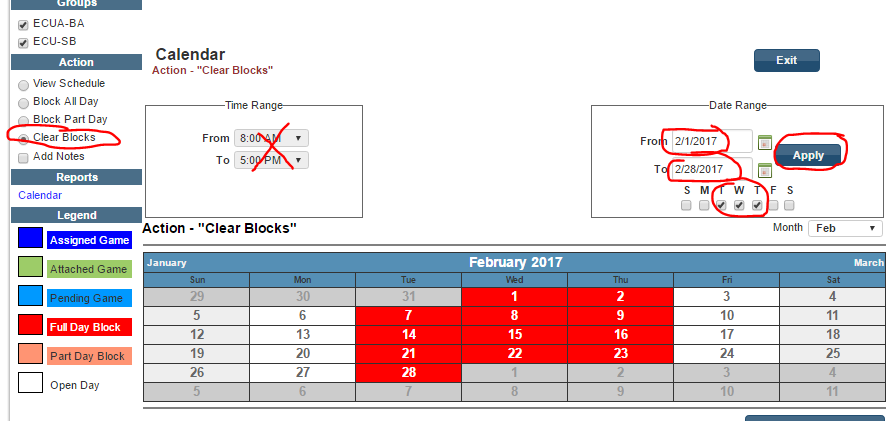 Groups
ECUA-BA
ECU-SB
Action
View Schedule
Block All Day
Block Part Day
Clear Blocks
Add Notes
Reports
Calendar
Legend
Assigned Game
Attached Game
Pending Game
Full Day Block
Part Day Block
Open Day
Calendar
Action - "Clear Blocks"
Exit
Time Range
From 8:00 AM
To 5:00 PM
Date Range
From 2/1/2017
To 2/28/2017
Apply
S M T W T F S
Action - "Clear Blocks"
Month Feb
January February 2017 March
Sun Mon Tue Wed Thu Fri Sat
29 30 31 1 2 3 4
5 6 7 8 9 10 11
12 13 14 15 16 17 18
19 20 21 22 23 24 25
26 27 28 1 2 3 4
5 6 7 8 9 10 11